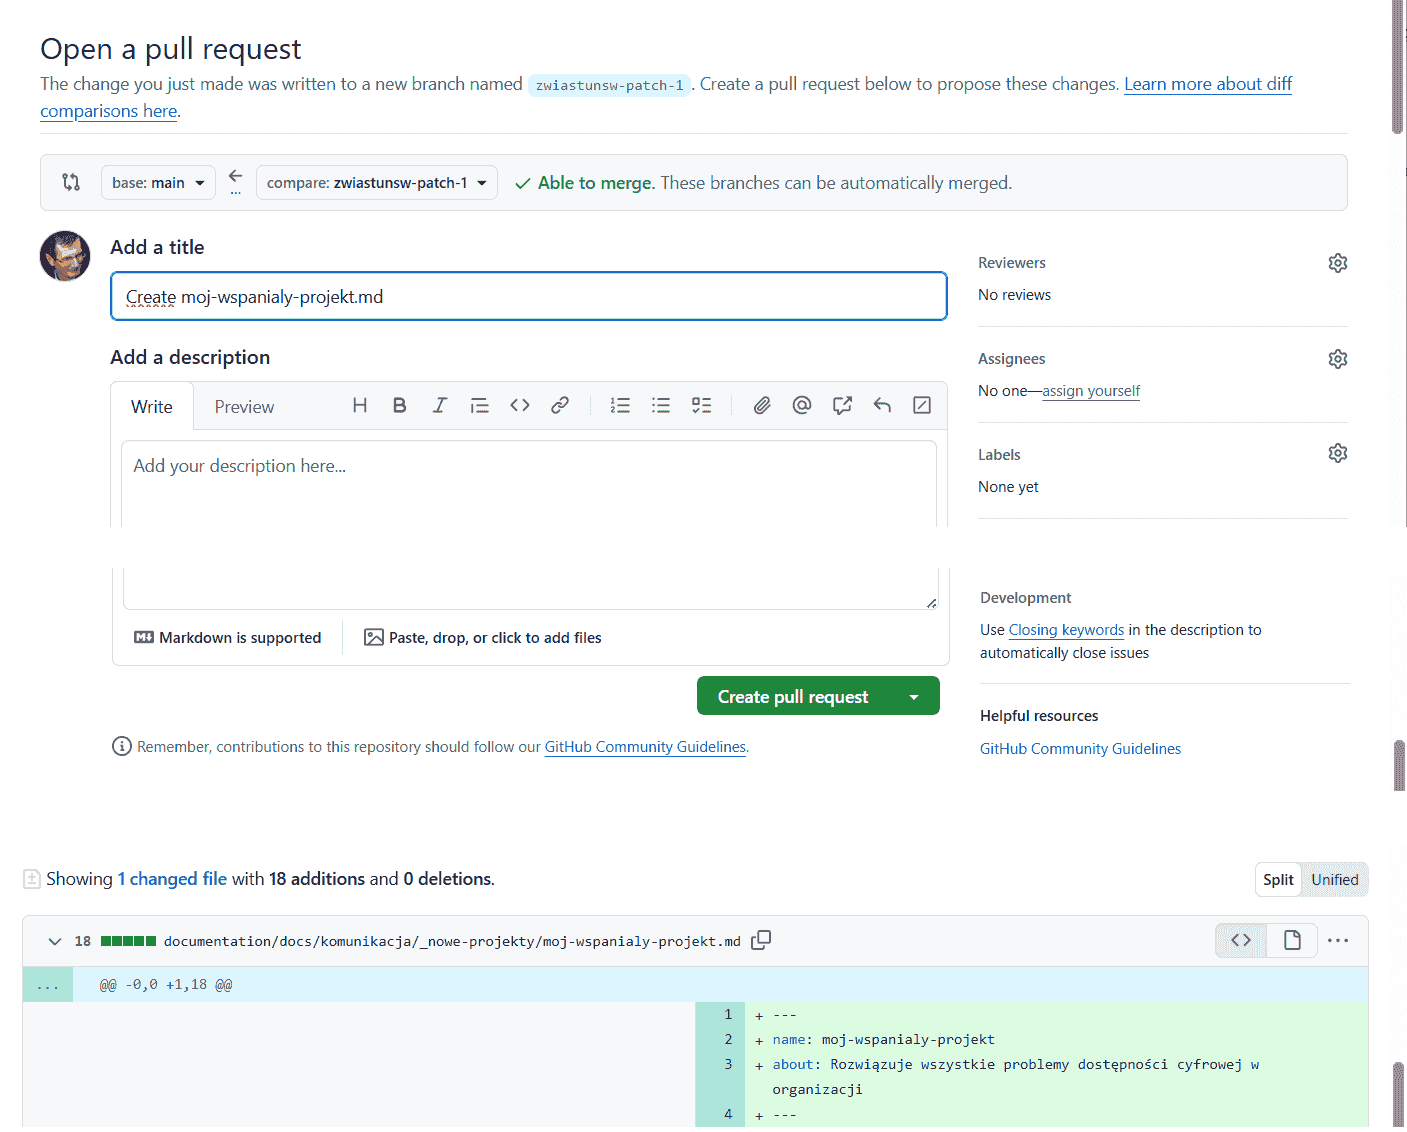 Open a pull request
The change you just made was written to a new branch named zwiastunsw-patch-1. Create a pull request below to propose these changes. Learn more about diff
comparisons here.
base: main compare: zwiastunsw-patch-1 Able to merge. These branches can be automatically merged.
Add a title
Create moj-wspanialy-projekt.md
Add a description
Write Preview
Add your description here...
Reviewers
No reviews
Assignees
No one—assign yourself
Labels
None yet
Markdown is supported Paste, drop, or click to add files
Create pull request
Remember, contributions to this repository should follow our GitHub Community Guidelines.
Development
Use Closing keywords in the description to
automatically close issues
Helpful resources
GitHub Community Guidelines
Showing 1 changed file with 18 additions and 0 deletions.
Split Unified
18 documentation/docs/komunikacja/_nowe-projekty/moj-wspanialy-projekt.md
... @@ -0,0 +1,18 @@
1 + ---
2 + name: moj-wspanialy-projekt
3 + about: Rozwiązuje wszystkie problemy dostępności cyfrowej w
organizacji
4 + ---